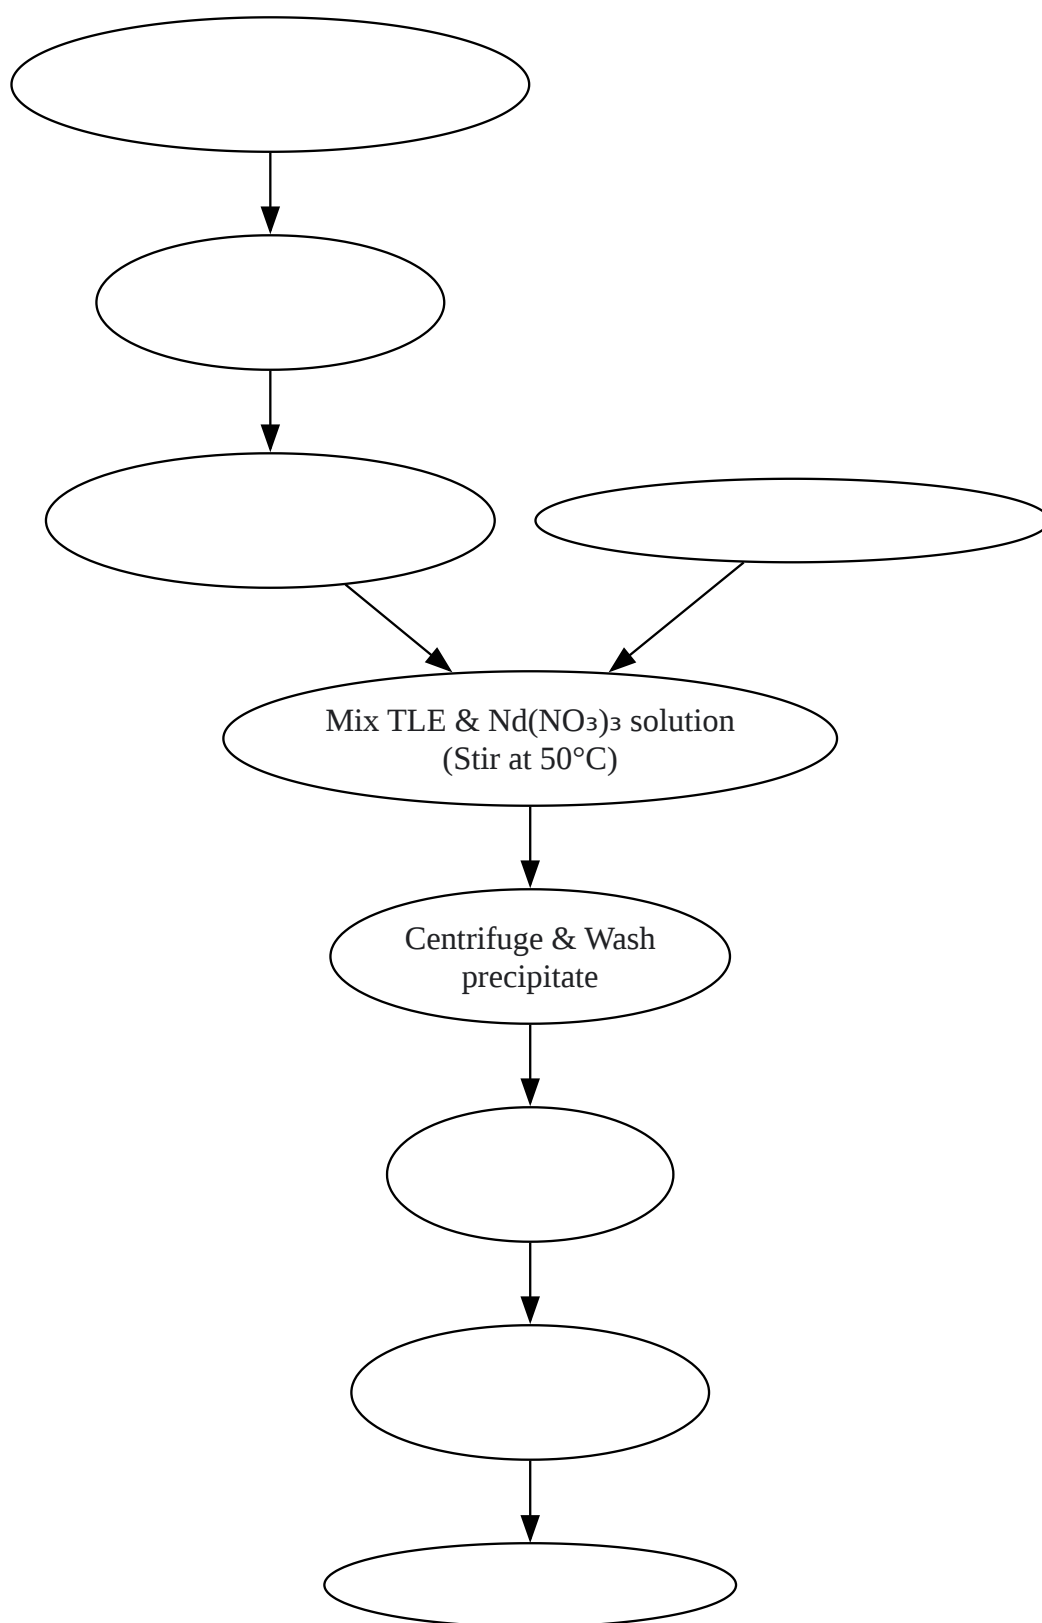 Mix TLE & Nd(NO₃)₃ solution
(Stir at 50°C)
Centrifuge & Wash
precipitate